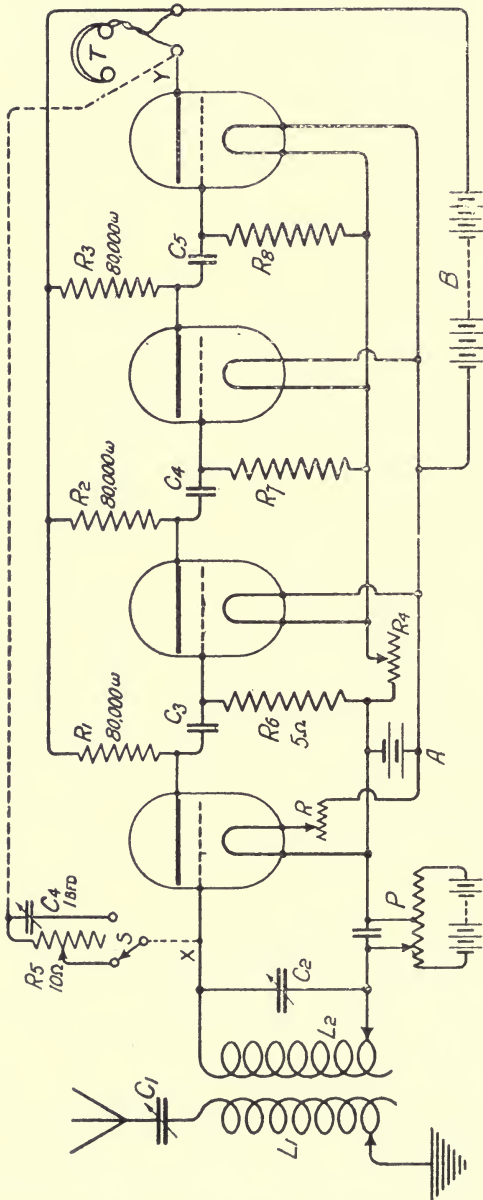 T
Y
R3
80,000ω
R2
80,000ω
R1
80,000ω
C4
1BFD
R5
10Ω
S
X
C1
C5
C4
C3
R8
R7
R6
5Ω
R4
R
C2
L2
L1
B
A
P